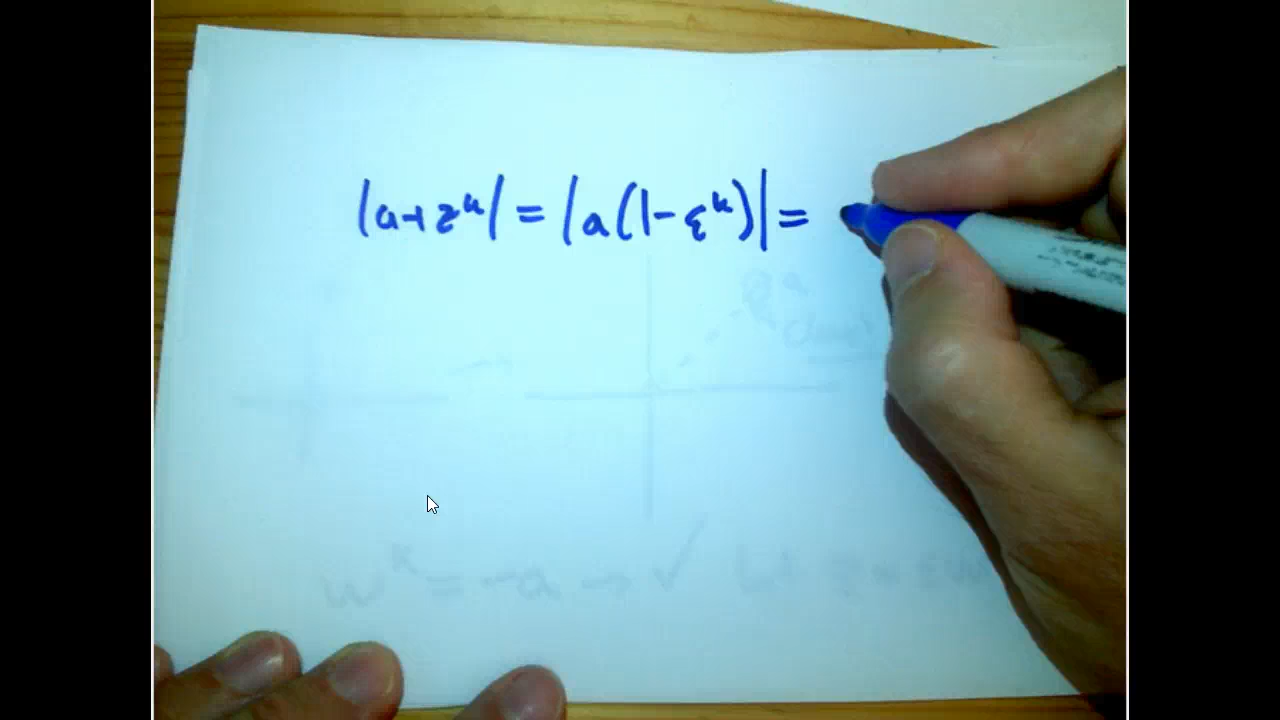 |a+z^k| = |a(1-ε^k)| =
w^k = -a → ✓